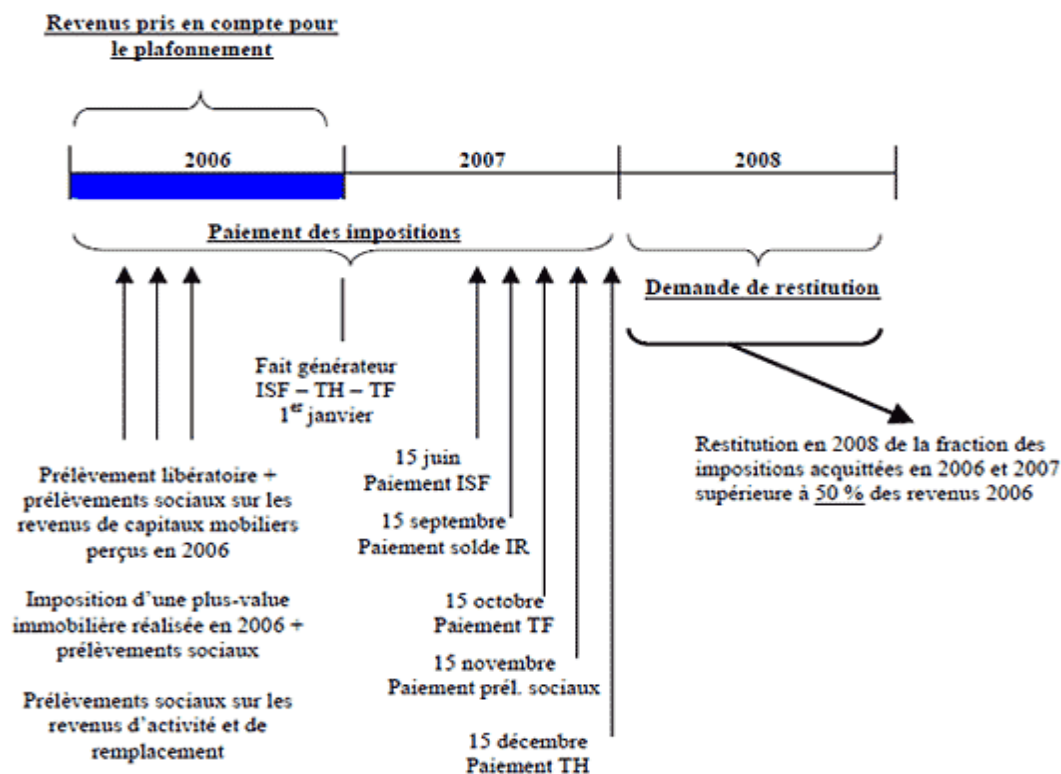 Revenus pris en compte pour
le plafonnement
2006
2007
2008
Paiement des impositions
Demande de restitution
Fait générateur
ISF – TH – TF
1er janvier
Prélèvement libératoire +
prélèvements sociaux sur les
revenus de capitaux mobiliers
perçus en 2006
Imposition d’une plus-value
immobilière réalisée en 2006 +
prélèvements sociaux
Prélèvements sociaux sur les
revenus d’activité et de
remplacement
15 juin
Paiement ISF
15 septembre
Paiement solde IR
15 octobre
Paiement TF
15 novembre
Paiement prél. sociaux
15 décembre
Paiement TH
Restitution en 2008 de la fraction des
impositions acquittées en 2006 et 2007
supérieure à 50 % des revenus 2006